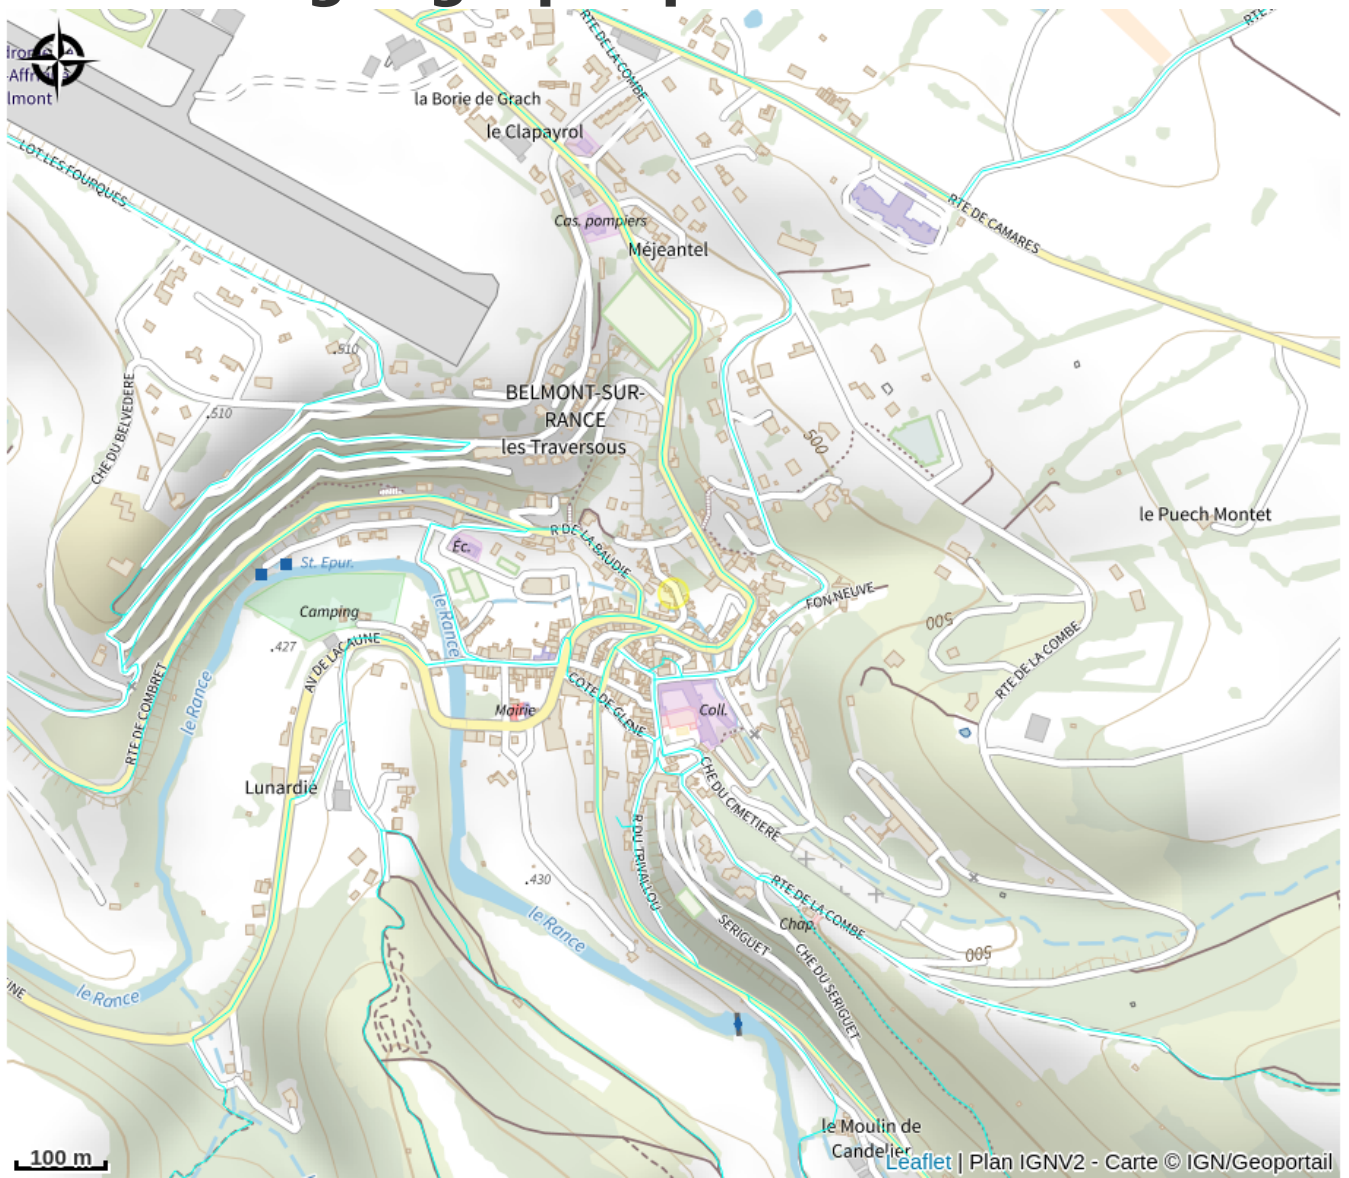 RTE DE LA COMBE
la Borie de Grach
le Clapayrol
lmont
LOT LES FOURQUES
Cas. pompiers
Méjeantel
RTE DE CAMARES
510
510
BELMONT-SUR-
RANCE
les Traversous
CHE DU BELVEDERE
500
le Puech Montet
R DE LA BAUDIE
Éc.
St. Epur.
Camping
le Rance
FON NEUVE
500
.427
AV DE LACAUNE
RTE DE LA COMBE
RTE DE COMBRET
le Rance
COTE DE GLENE
Mairie
Coll.
Lunardié
CHE DU CIMETIERE
R DU TRIVALLOU
.430
RTE DE LA COMBE
le Rance
SERIGUET
Chap.
CHE DU SERIGUET
500
le Rance
le Moulin de
Candelier
100 m
Leaflet | Plan IGNV2 - Carte © IGN/Geoportail